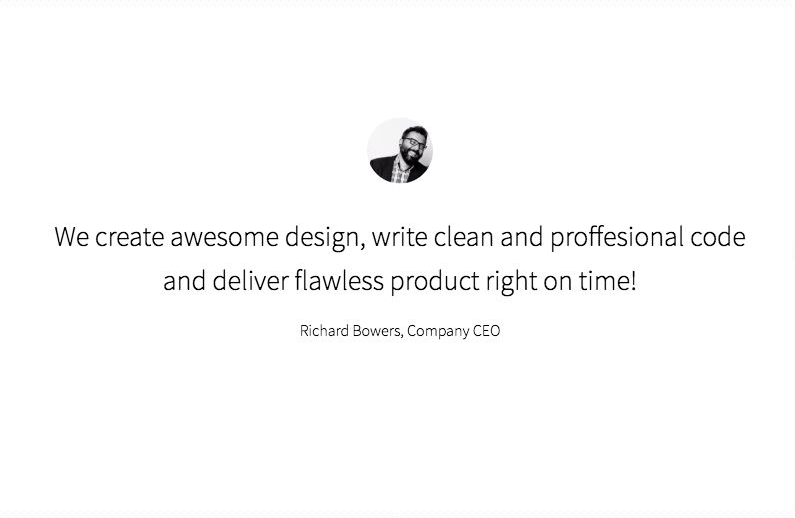 We create awesome design, write clean and proffesional code
and deliver flawless product right on time!
Richard Bowers, Company CEO